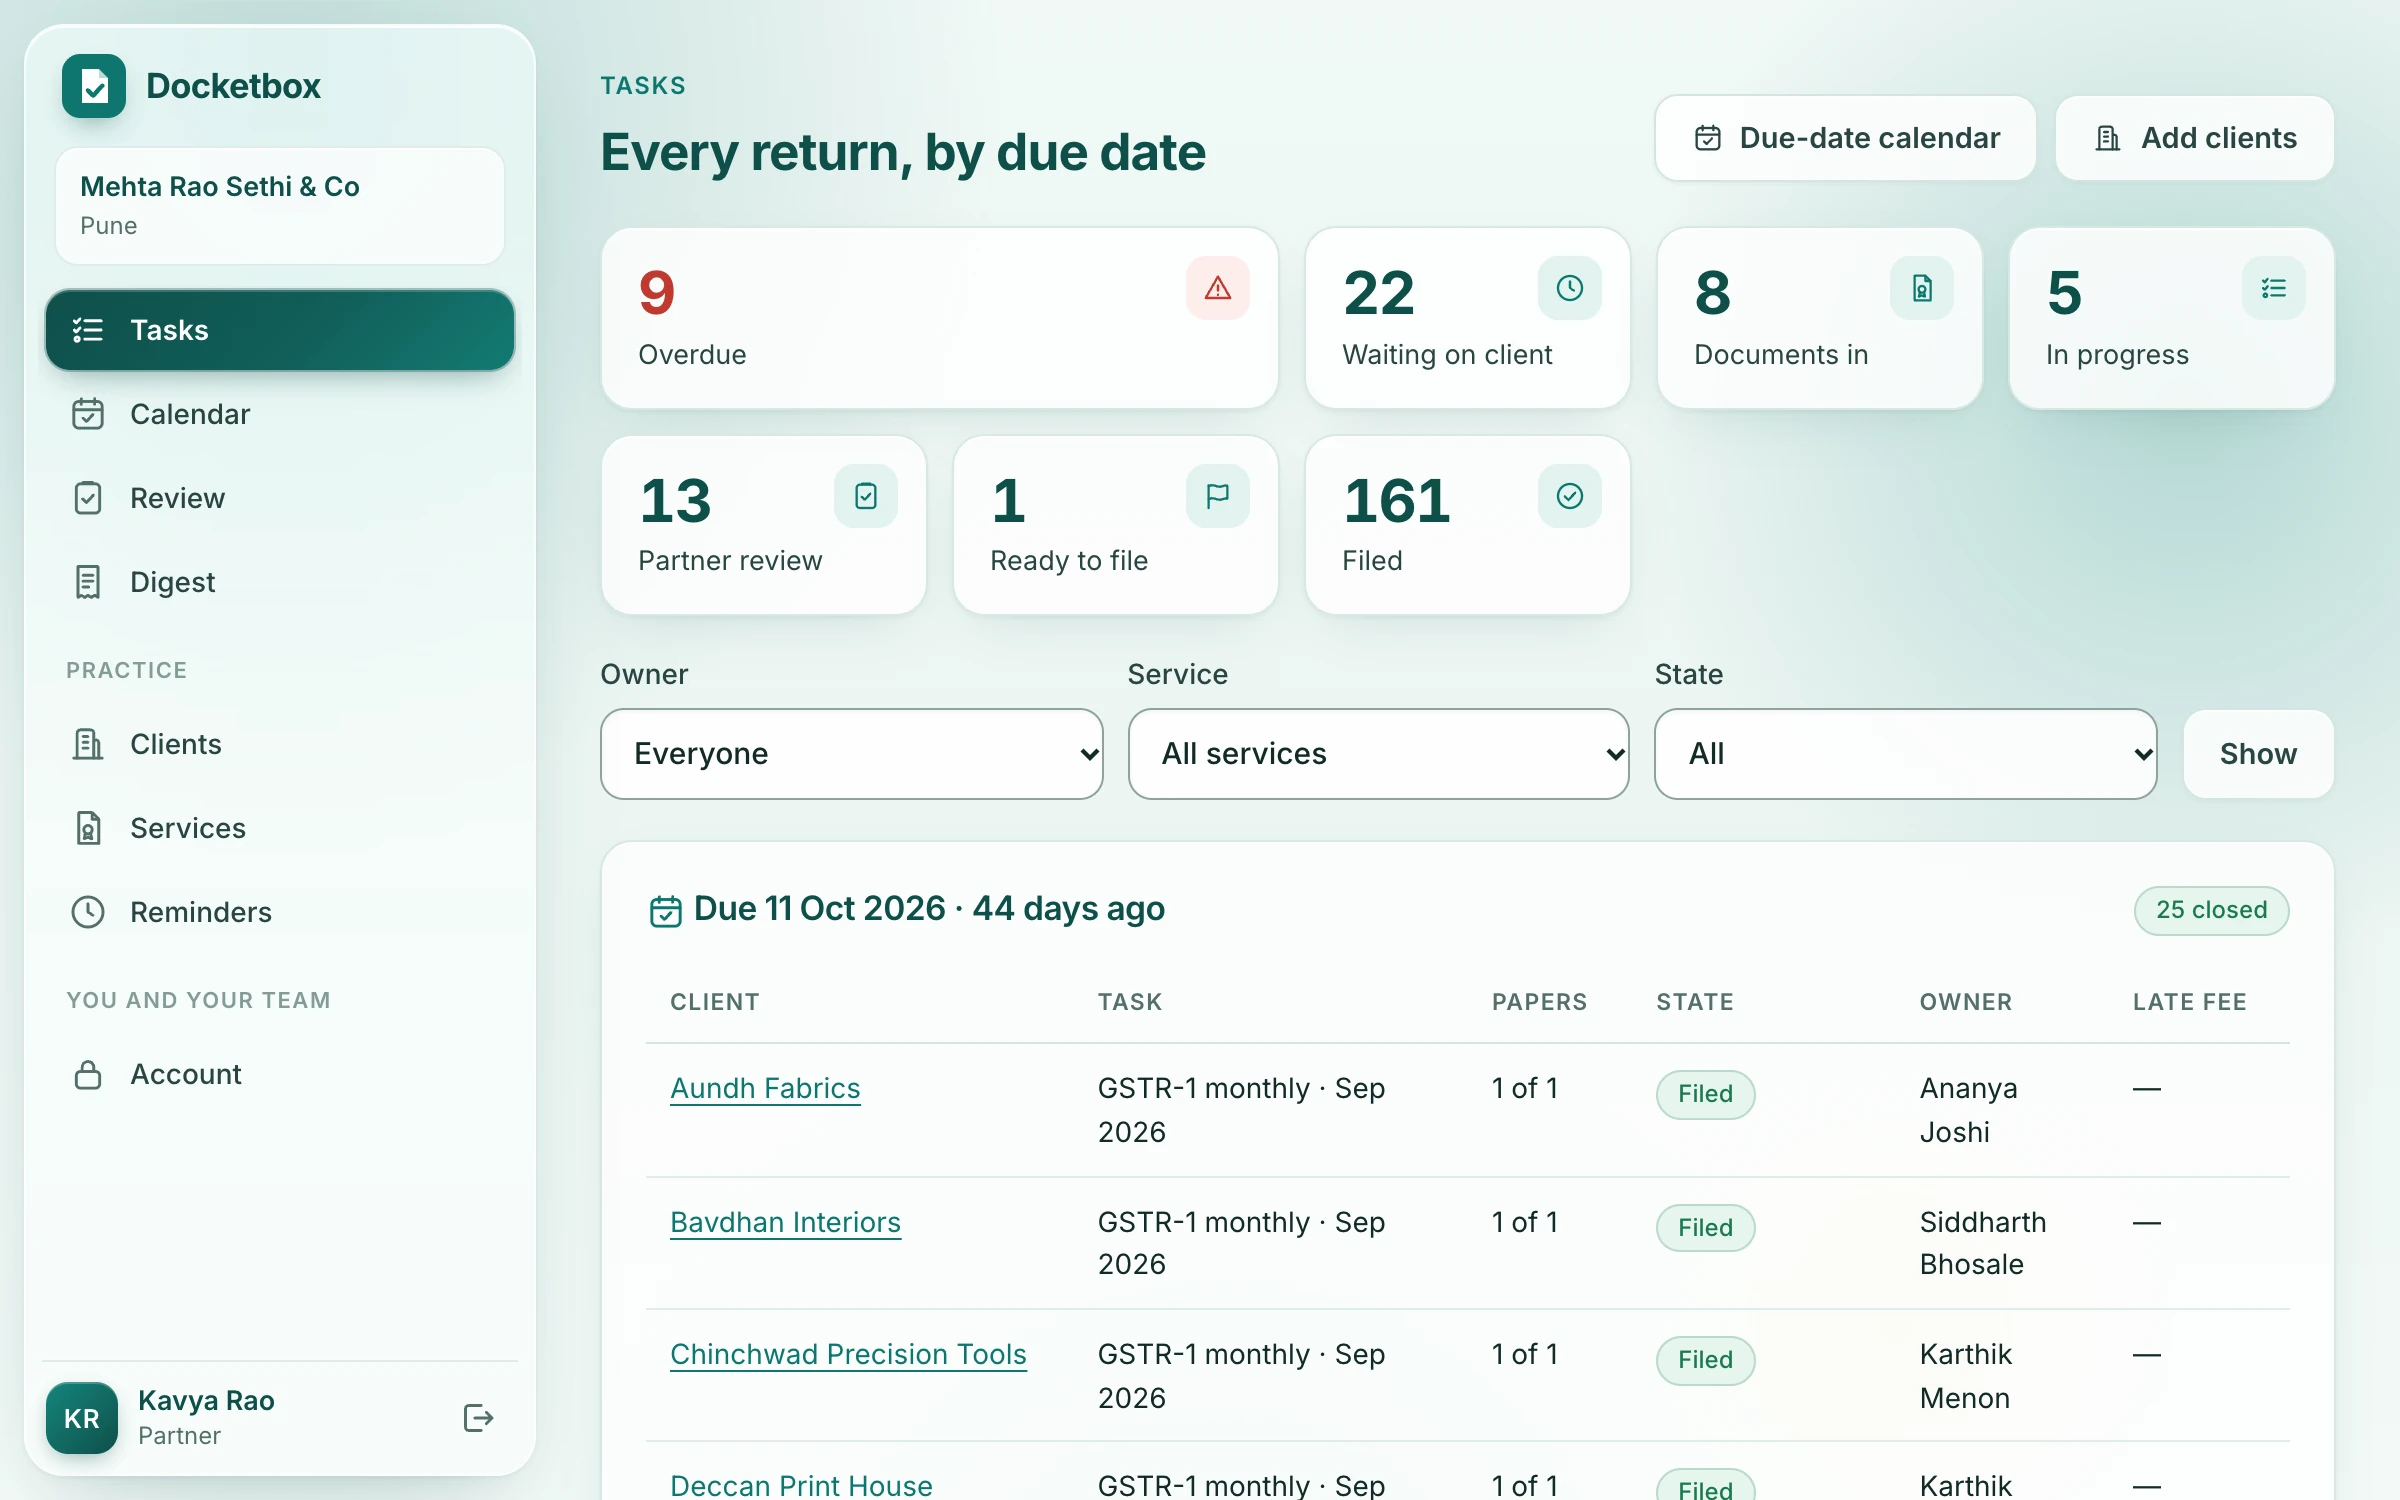 Docketbox
Mehta Rao Sethi & Co
Pune
Tasks
Calendar
Review
Digest
PRACTICE
Clients
Services
Reminders
YOU AND YOUR TEAM
Account
KR
Kavya Rao
Partner
TASKS
Every return, by due date
Due-date calendar
Add clients
9
Overdue
22
Waiting on client
8
Documents in
5
In progress
13
Partner review
1
Ready to file
161
Filed
Owner
Service
State
Everyone
All services
All
Show
Due 11 Oct 2026 · 44 days ago
25 closed
CLIENT TASK PAPERS STATE OWNER LATE FEE
Aundh Fabrics GSTR-1 monthly · Sep 2026 1 of 1 Filed Ananya Joshi —
Bavdhan Interiors GSTR-1 monthly · Sep 2026 1 of 1 Filed Siddharth Bhosale —
Chinchwad Precision Tools GSTR-1 monthly · Sep 2026 1 of 1 Filed Karthik Menon —
Deccan Print House GSTR-1 monthly · Sep 1 of 1 Filed Karthik —